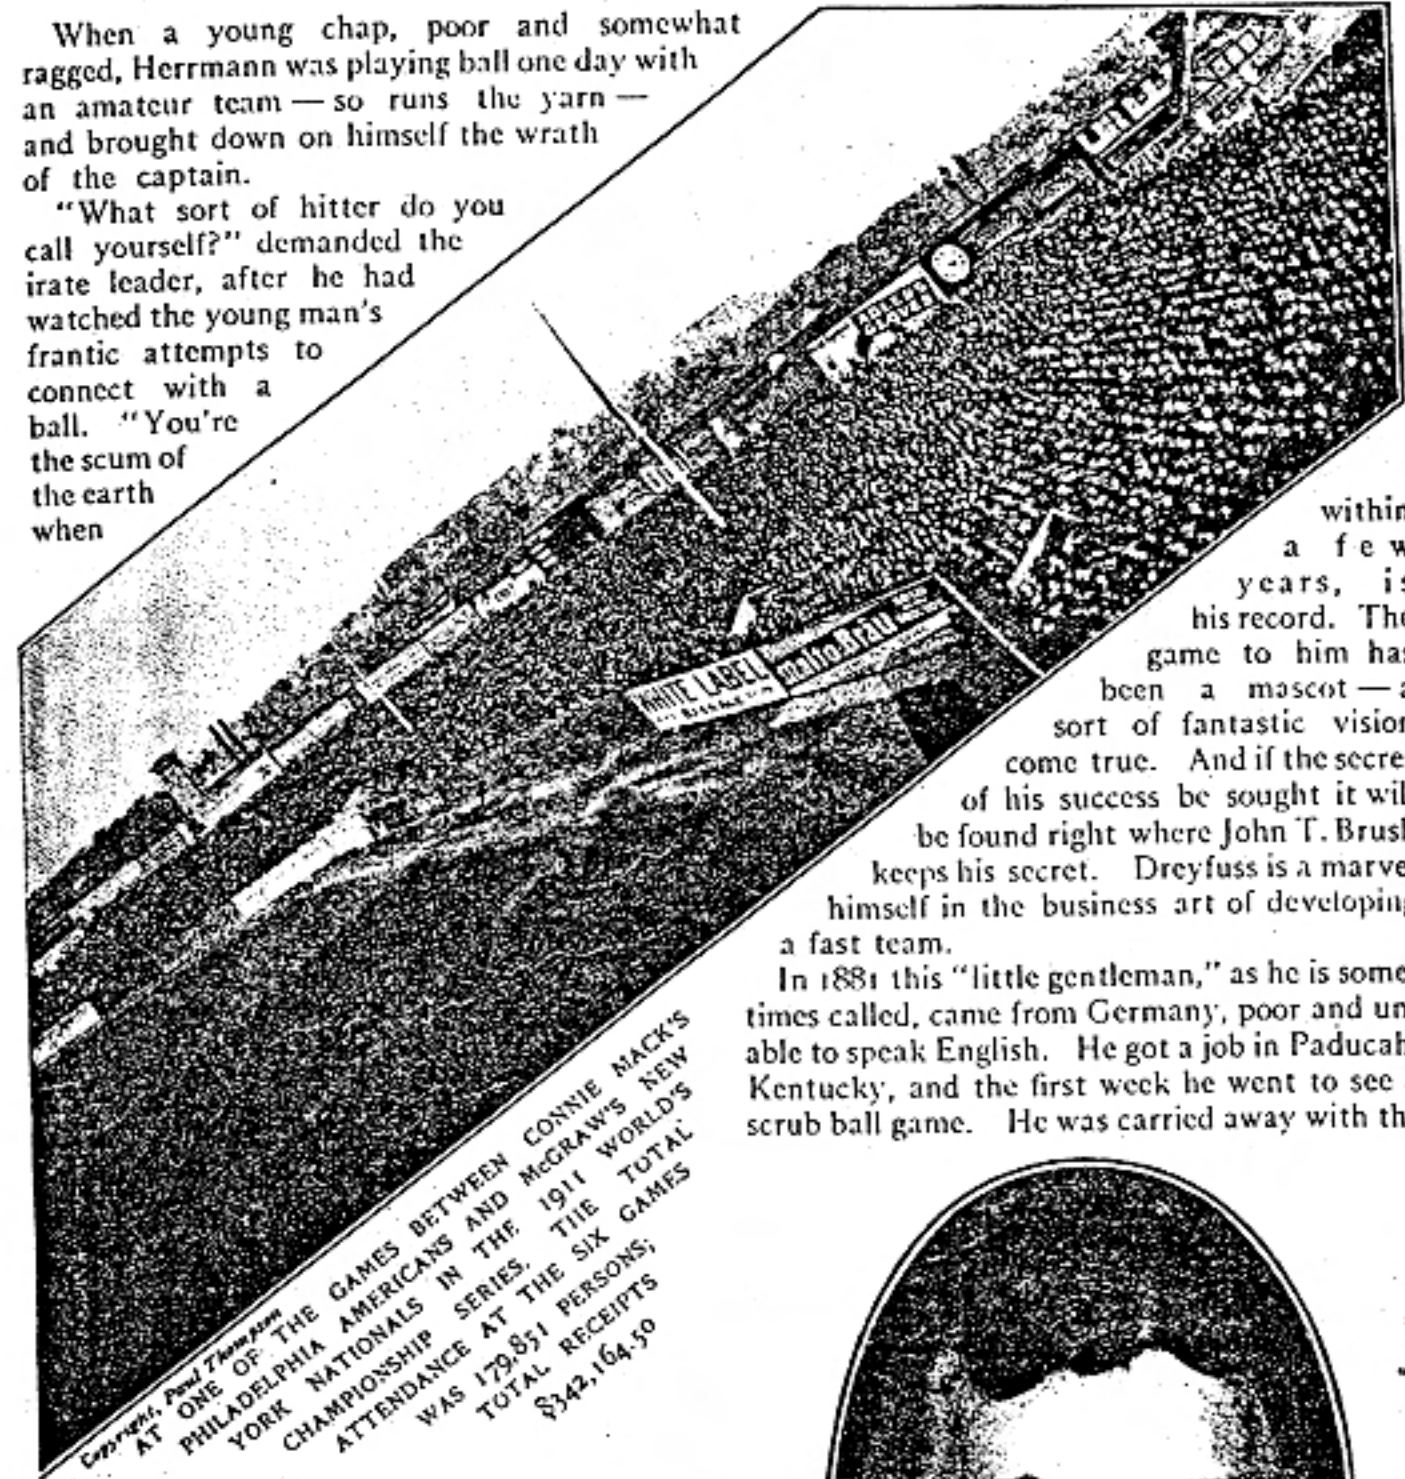 When a young chap, poor and somewhat
ragged, Herrmann was playing ball one day with
an amateur team — so runs the yarn —
and brought down on himself the wrath
of the captain.
"What sort of hitter do you
call yourself?" demanded the
irate leader, after he had
watched the young man's
frantic attempts to
connect with a
ball. "You're
the scum of
the earth
when
WHITE LABEL
Malto-Brau
Copyright, Paul Thompson
AT ONE OF THE GAMES BETWEEN CONNIE MACK'S
PHILADELPHIA AMERICANS AND McGRAW'S NEW
YORK NATIONALS IN THE 1911 WORLD'S
CHAMPIONSHIP SERIES. THE TOTAL
ATTENDANCE AT THE SIX GAMES
WAS 179,851 PERSONS;
TOTAL RECEIPTS
$342,164.50
within
a few
years, is
his record. The
game to him has
been a mascot — a
sort of fantastic vision
come true. And if the secre
of his success be sought it wil
be found right where John T. Brus
keeps his secret. Dreyfuss is a marve
himself in the business art of developing
a fast team.
In 1881 this "little gentleman," as he is some
times called, came from Germany, poor and un
able to speak English. He got a job in Paducah
Kentucky, and the first week he went to see
scrub ball game. He was carried away with th